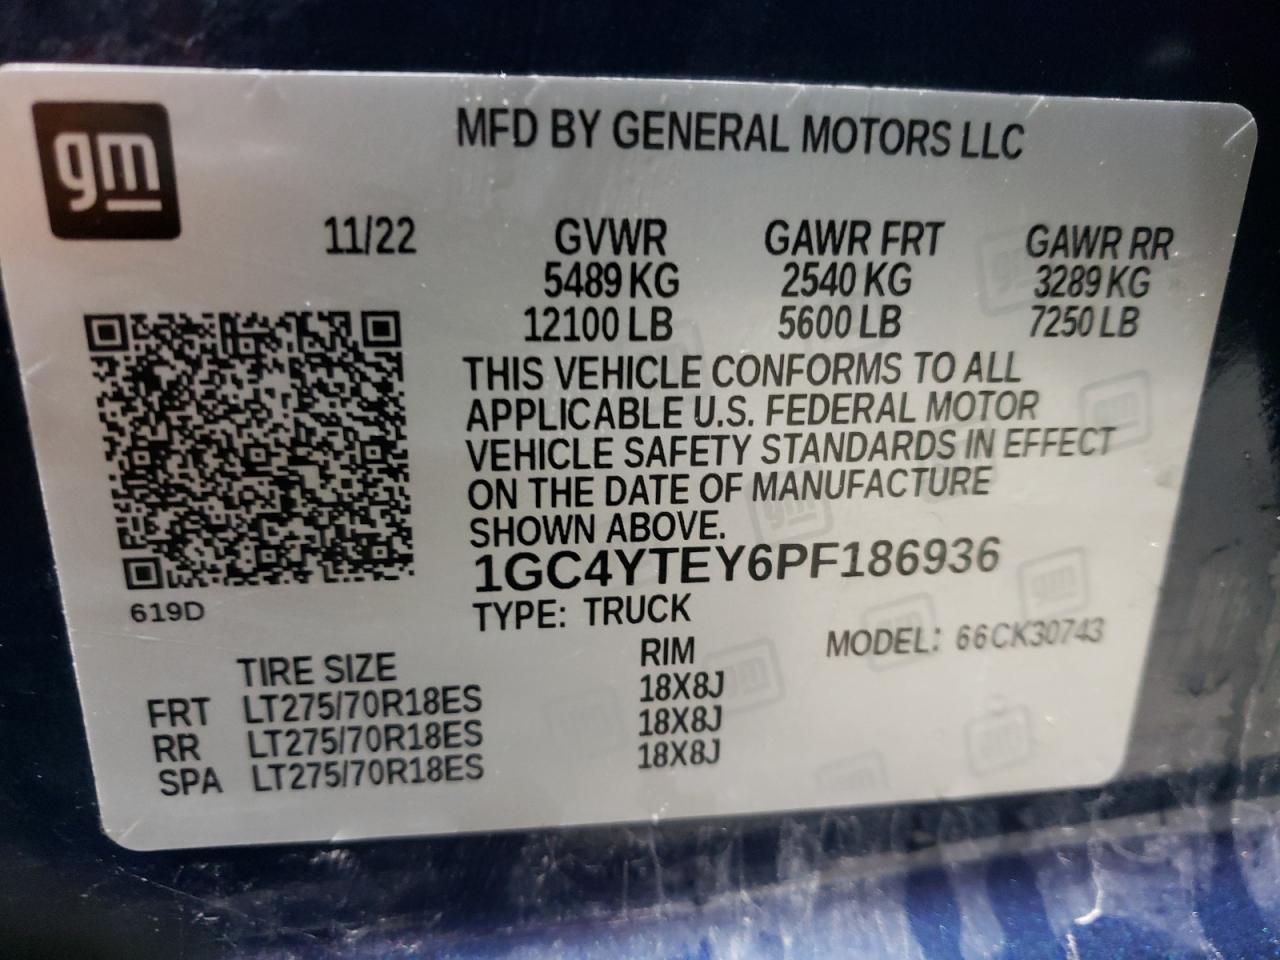 gm
MFD BY GENERAL MOTORS LLC
11/22 GVWR GAWR FRT GAWR RR
5489 KG 2540 KG 3289 KG
12100 LB 5600 LB 7250 LB
THIS VEHICLE CONFORMS TO ALL
APPLICABLE U.S. FEDERAL MOTOR
VEHICLE SAFETY STANDARDS IN EFFECT
ON THE DATE OF MANUFACTURE
SHOWN ABOVE.
1GC4YTEY6PF186936
619D
TYPE: TRUCK
MODEL: 66CK30743
TIRE SIZE RIM
FRT LT275/70R18ES 18X8J
RR LT275/70R18ES 18X8J
SPA LT275/70R18ES 18X8J